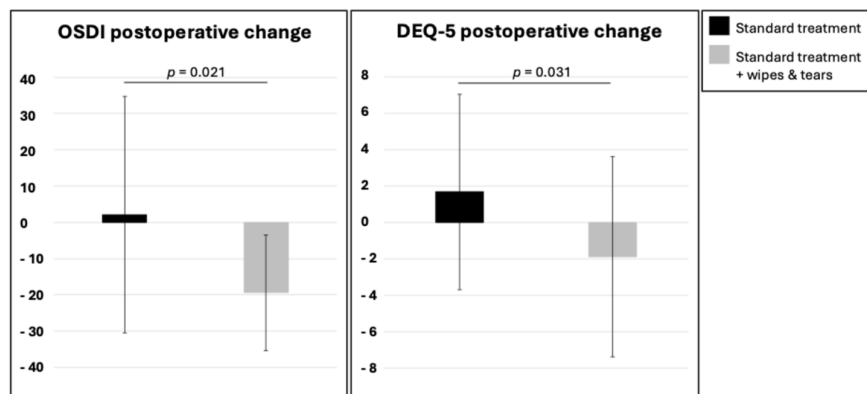 OSDI postoperative change
p = 0.021
40
30
20
10
0
- 10
- 20
- 30
- 40
DEQ-5 postoperative change
p = 0.031
8
6
4
2
0
- 2
- 4
- 6
- 8
Standard treatment
Standard treatment
+ wipes & tears